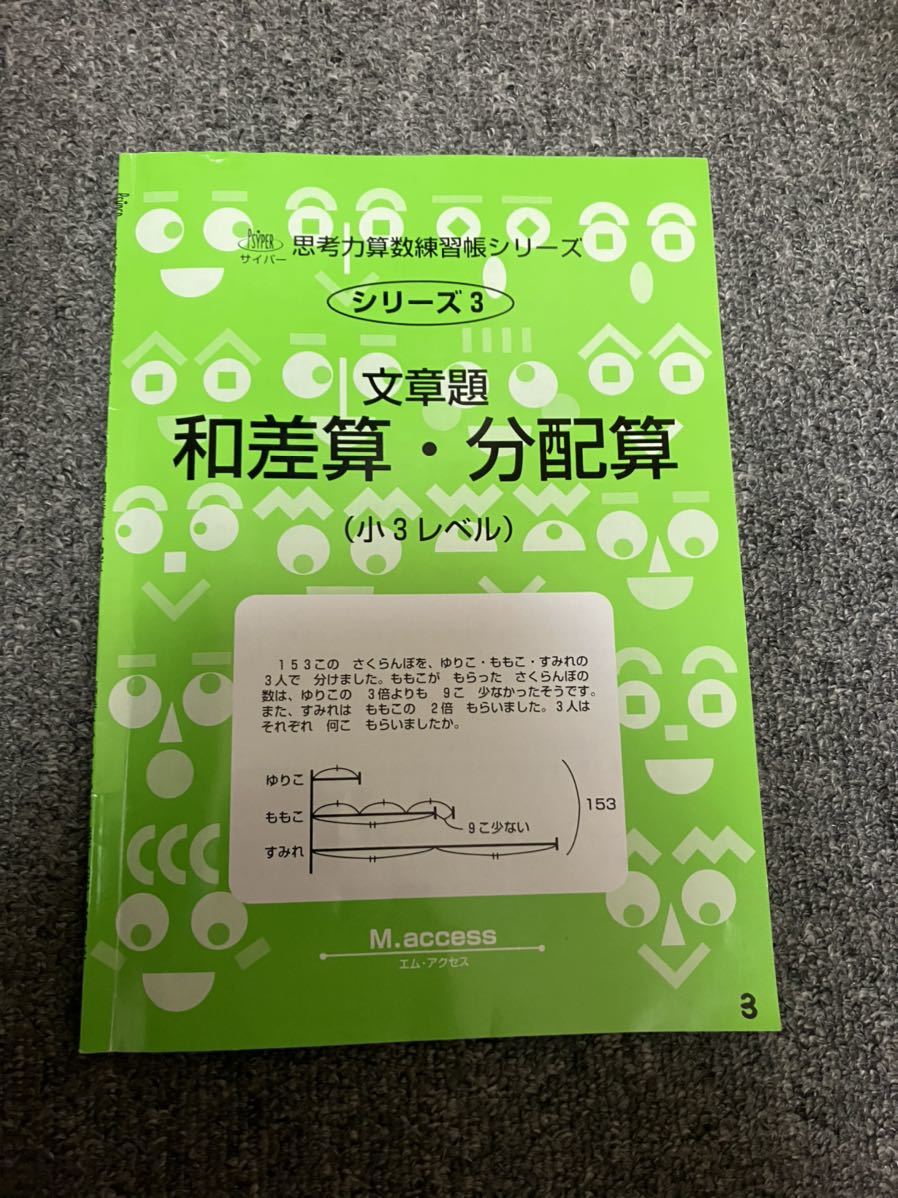 PSYPER
サイバー
思考力算数練習帳シリーズ
シリーズ3
文章題
和差算・分配算
(小3レベル)
153この さくらんぼを、ゆりこ・ももこ・すみれの
3人で 分けました。ももこが もらった さくらんぼの
数は、ゆりこの 3倍よりも 9こ 少なかったそうです。
また、すみれは ももこの 2倍 もらいました。3人は
それぞれ 何こ もらいましたか。
ゆりこ
ももこ
9こ少ない
すみれ
153
M.access
エム・アクセス
3